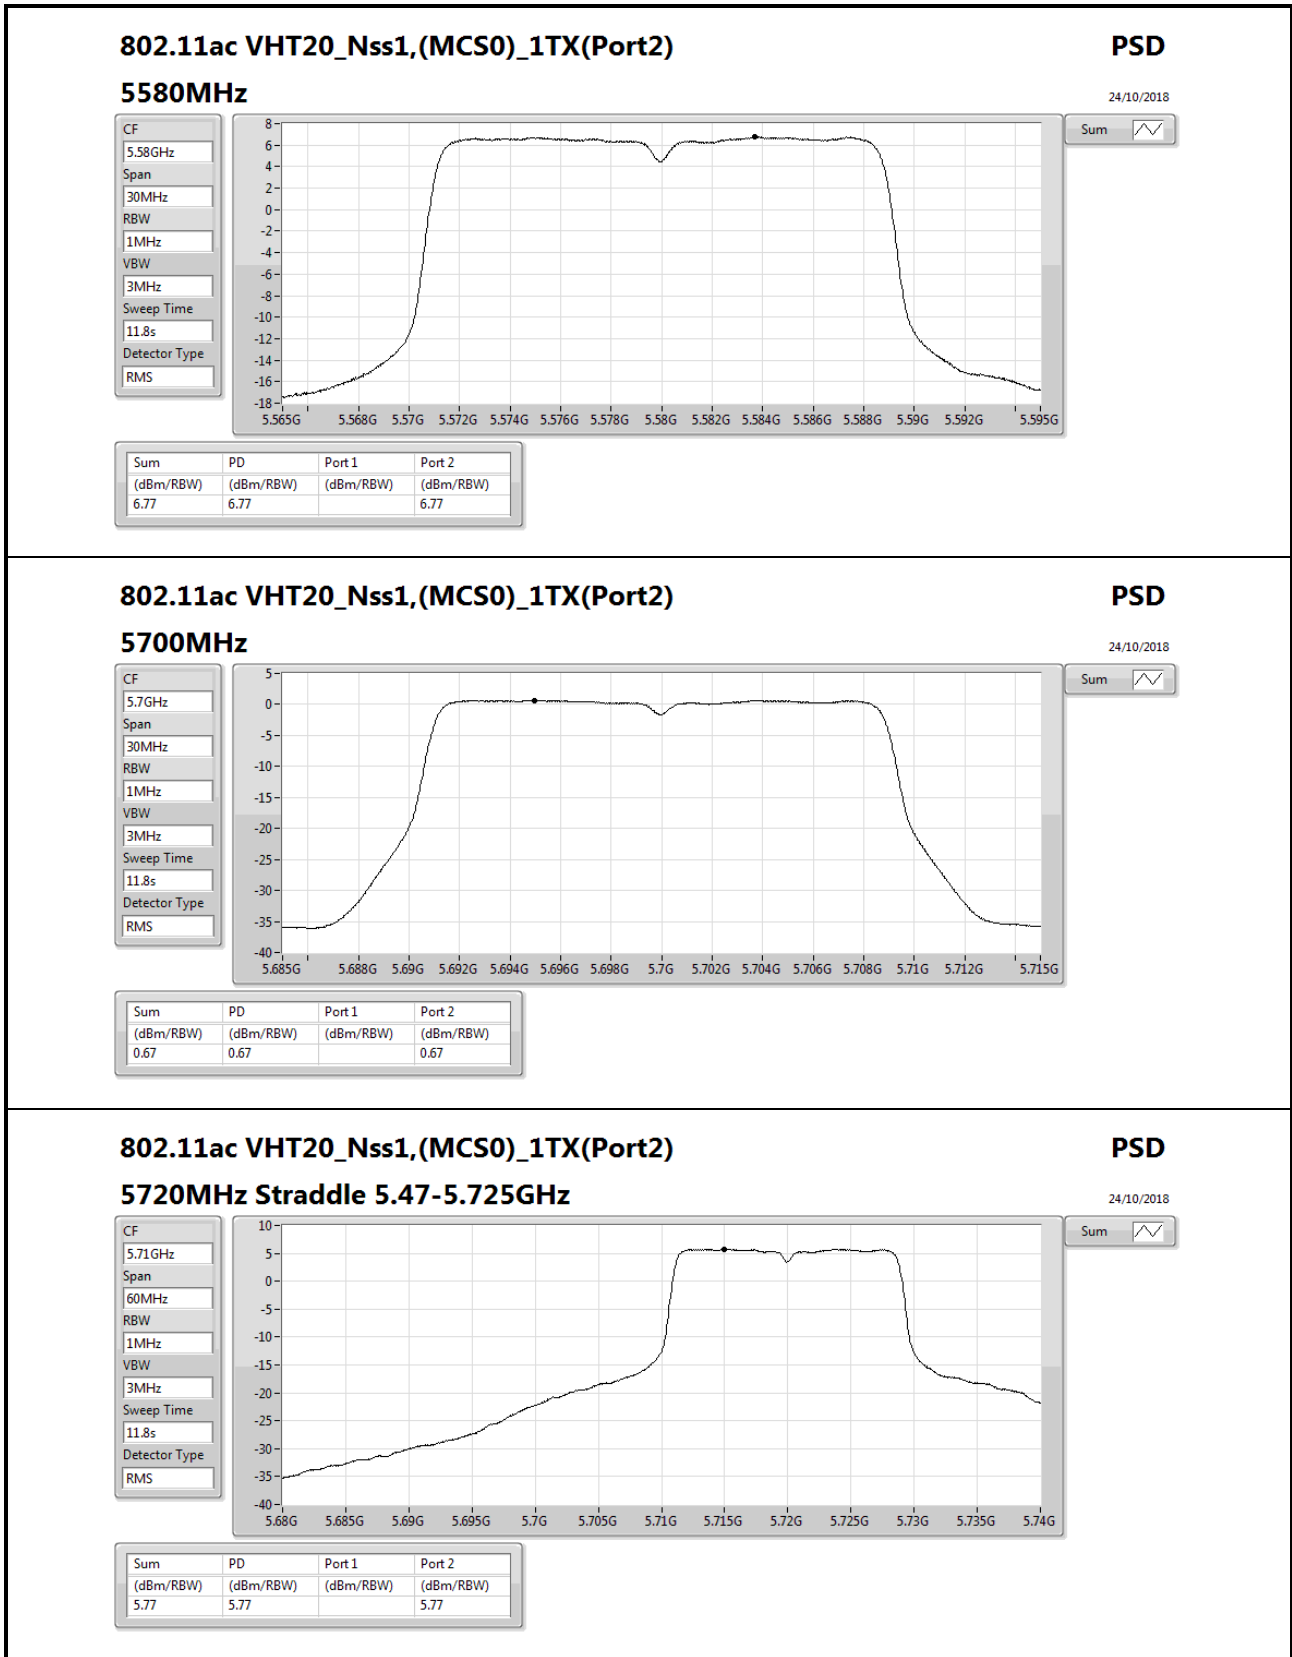 802.11ac VHT20_Nss1,(MCS0)_1TX(Port2) PSD
5580MHz 24/10/2018
CF
5.58GHz
Span
30MHz
RBW
1MHz
VBW
3MHz
Sweep Time
11.8s
Detector Type
RMS
8
6
4
2
0
-2
-4
-6
-8
-10
-12
-14
-16
-18
5.565G 5.568G 5.57G 5.572G 5.574G 5.576G 5.578G 5.58G 5.582G 5.584G 5.586G 5.588G 5.59G 5.592G 5.595G
Sum
Sum PD Port 1 Port 2
(dBm/RBW) (dBm/RBW) (dBm/RBW) (dBm/RBW)
6.77 6.77 6.77
802.11ac VHT20_Nss1,(MCS0)_1TX(Port2) PSD
5700MHz 24/10/2018
CF
5.7GHz
Span
30MHz
RBW
1MHz
VBW
3MHz
Sweep Time
11.8s
Detector Type
RMS
5
0
-5
-10
-15
-20
-25
-30
-35
-40
5.685G 5.688G 5.69G 5.692G 5.694G 5.696G 5.698G 5.7G 5.702G 5.704G 5.706G 5.708G 5.71G 5.712G 5.715G
Sum
Sum PD Port 1 Port 2
(dBm/RBW) (dBm/RBW) (dBm/RBW) (dBm/RBW)
0.67 0.67 0.67
802.11ac VHT20_Nss1,(MCS0)_1TX(Port2) PSD
5720MHz Straddle 5.47-5.725GHz 24/10/2018
CF
5.71GHz
Span
60MHz
RBW
1MHz
VBW
3MHz
Sweep Time
11.8s
Detector Type
RMS
10
5
0
-5
-10
-15
-20
-25
-30
-35
-40
5.68G 5.685G 5.69G 5.695G 5.7G 5.705G 5.71G 5.715G 5.72G 5.725G 5.73G 5.735G 5.74G
Sum
Sum PD Port 1 Port 2
(dBm/RBW) (dBm/RBW) (dBm/RBW) (dBm/RBW)
5.77 5.77 5.77